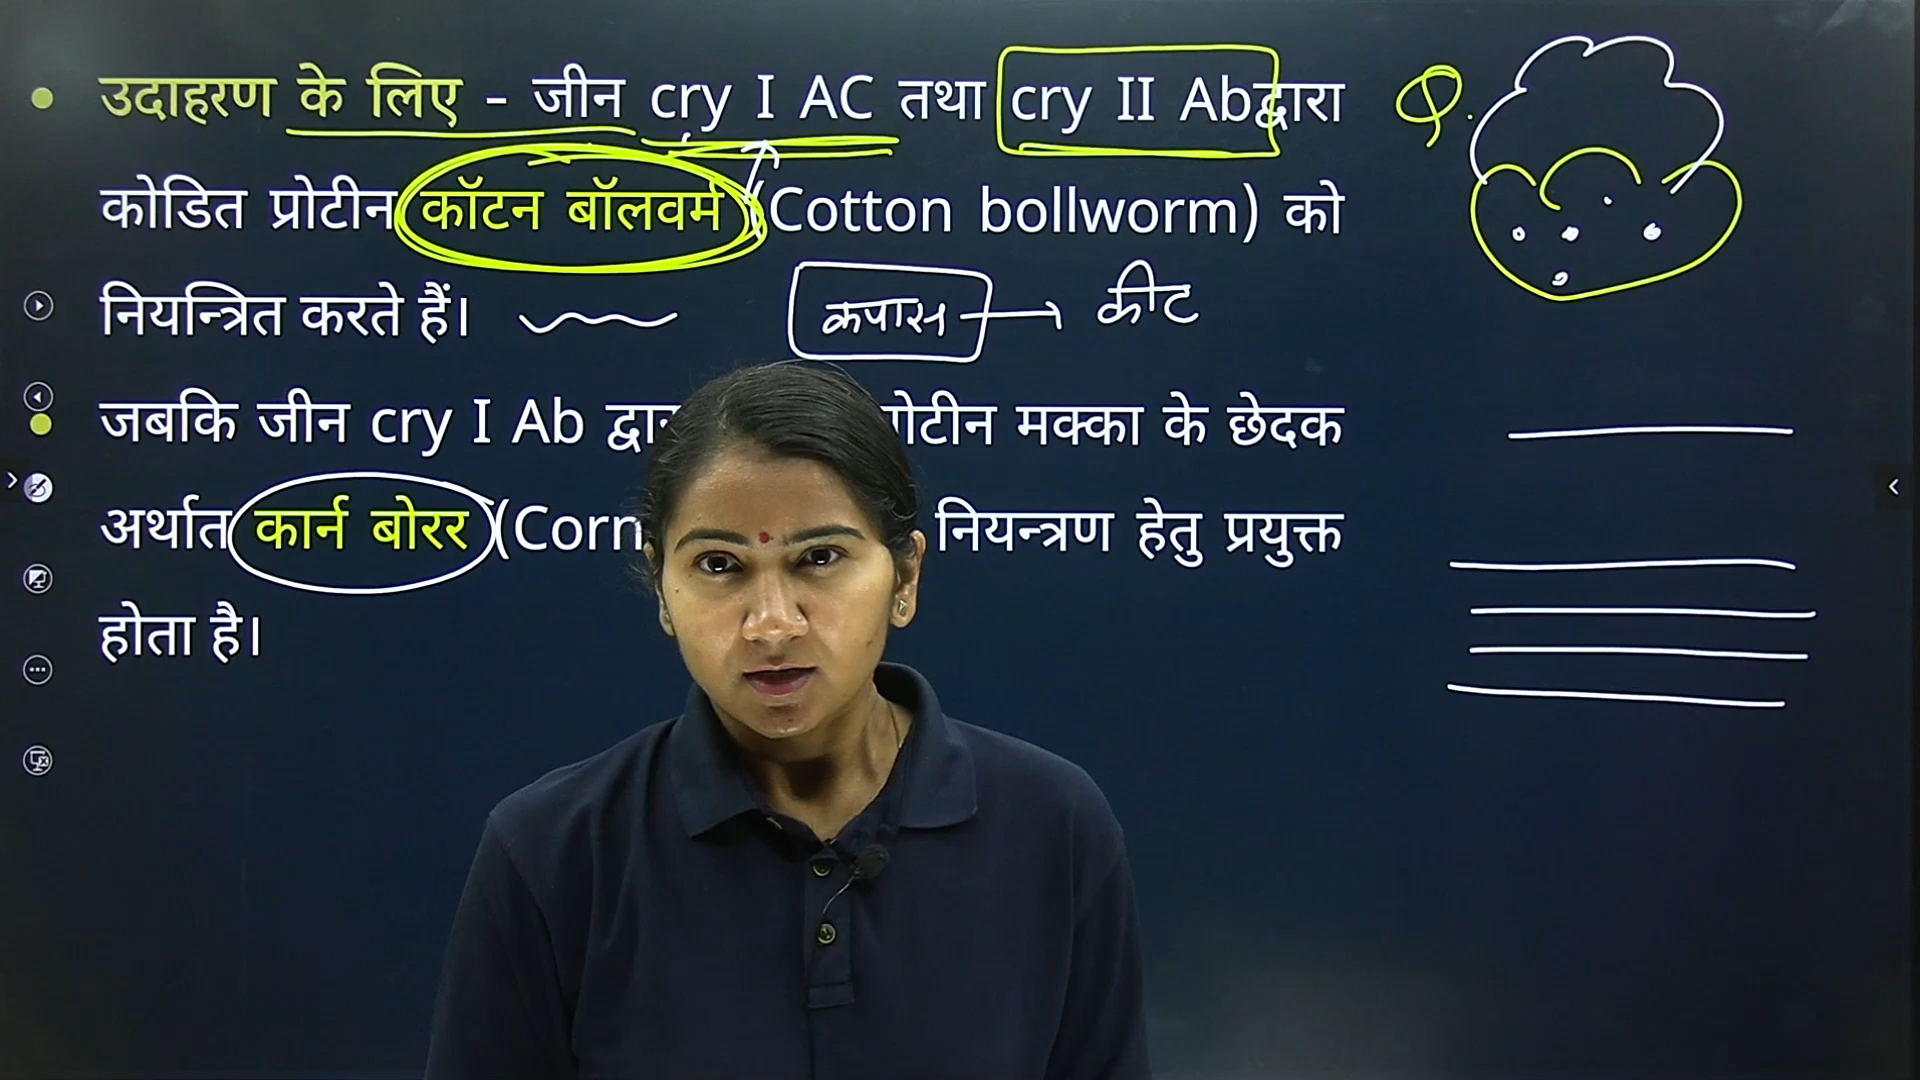 उदाहरण के लिए - जीन cry I AC तथा cry II Abद्वारा
कोडित प्रोटीन कॉटन बॉलवर्म (Cotton bollworm) को
नियन्त्रित करते हैं।
कपास → कीट
जबकि जीन cry I Ab मक्का के छेदक
अर्थात कार्न बोरर (Corn नियन्त्रण हेतु प्रयुक्त
होता है।
Q.